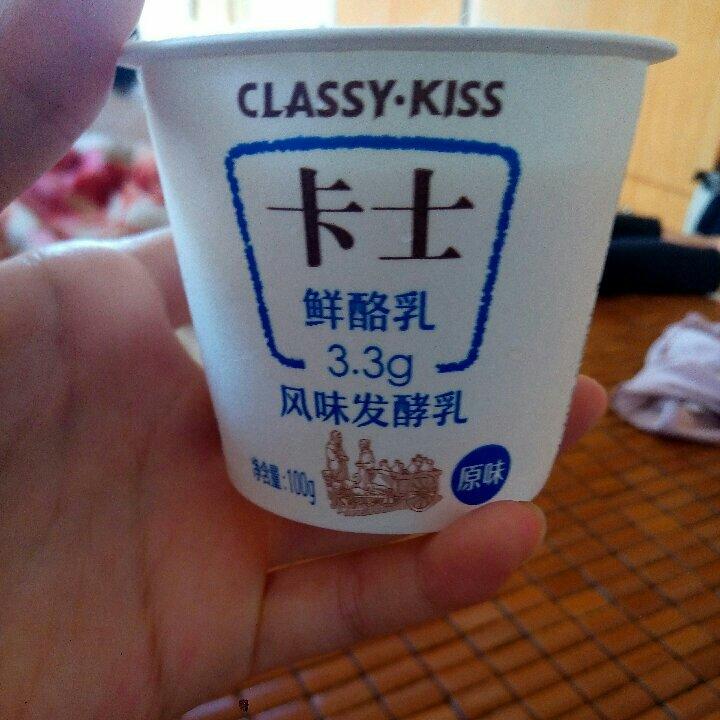 CLASSY·KISS
卡士
鲜酪乳
3.3g
风味发酵乳
净含量:100g
原味